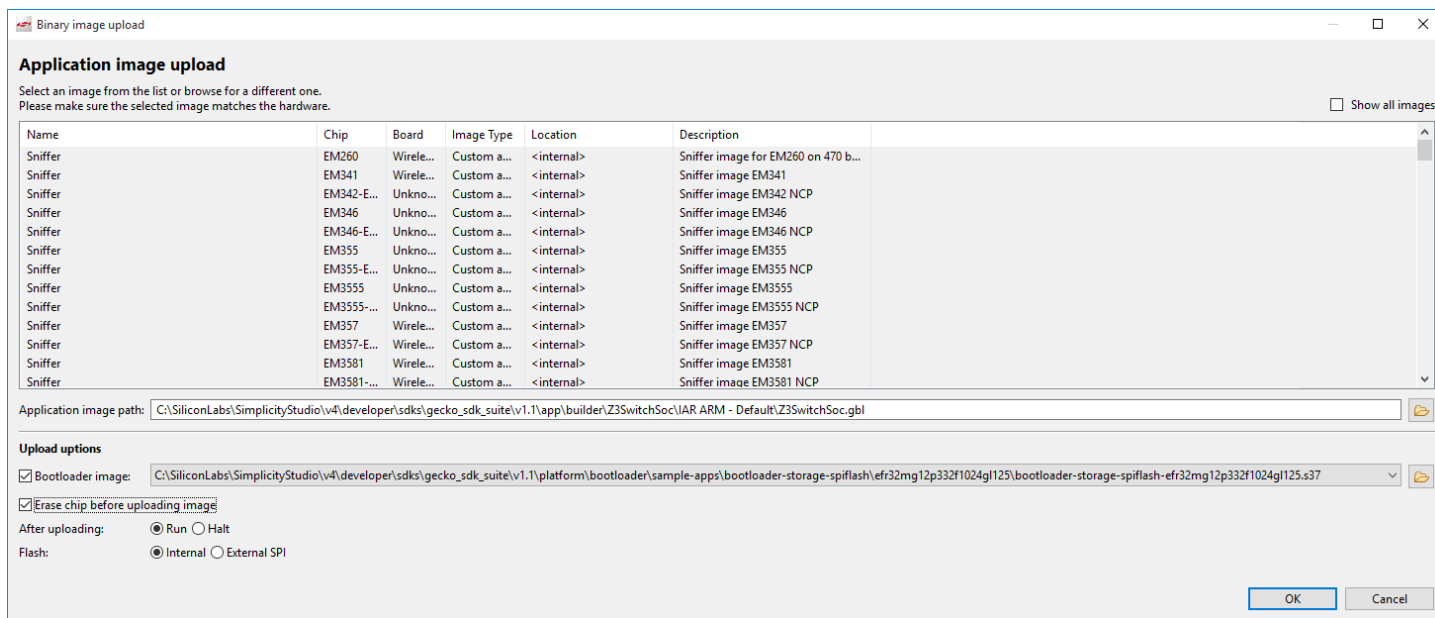 Binary image upload
Application image upload
Select an image from the list or browse for a different one.
Please make sure the selected image matches the hardware.
Show all images
Name Chip Board Image Type Location Description
Sniffer EM260 Wirele... Custom a... <internal> Sniffer image for EM260 on 470 b...
Sniffer EM341 Wirele... Custom a... <internal> Sniffer image EM341
Sniffer EM342-E... Unkno... Custom a... <internal> Sniffer image EM342 NCP
Sniffer EM346 Unkno... Custom a... <internal> Sniffer image EM346
Sniffer EM346-E... Unkno... Custom a... <internal> Sniffer image EM346 NCP
Sniffer EM355 Unkno... Custom a... <internal> Sniffer image EM355
Sniffer EM355-E... Unkno... Custom a... <internal> Sniffer image EM355 NCP
Sniffer EM3555 Unkno... Custom a... <internal> Sniffer image EM3555
Sniffer EM3555-... Unkno... Custom a... <internal> Sniffer image EM3555 NCP
Sniffer EM357 Wirele... Custom a... <internal> Sniffer image EM357
Sniffer EM357-E... Wirele... Custom a... <internal> Sniffer image EM357 NCP
Sniffer EM3581 Wirele... Custom a... <internal> Sniffer image EM3581
Sniffer EM3581-... Wirele... Custom a... <internal> Sniffer image EM3581 NCP
Application image path: C:\SiliconLabs\SimplicityStudio\v4\developer\sdks\gecko_sdk_suite\v1.1\app\builder\Z3SwitchSoc\IAR ARM - Default\Z3SwitchSoc.gbl
Upload uptions
Bootloader image: C:\SiliconLabs\SimplicityStudio\v4\developer\sdks\gecko_sdk_suite\v1.1\platform\bootloader\sample-apps\bootloader-storage-spiflash\efr32mg12p332f1024gl125\bootloader-storage-spiflash-efr32mg12p332f1024gl125.s37
Erase chip before uploading image
After uploading: Run Halt
Flash: Internal External SPI
OK Cancel